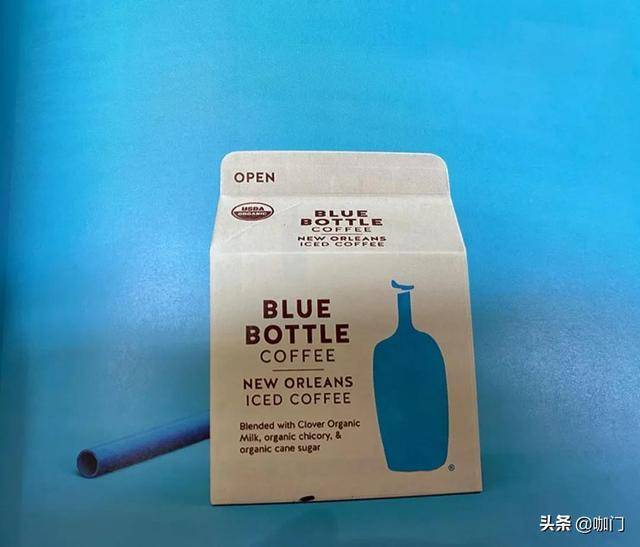 OPEN
USDA
ORGANIC
BLUE
BOTTLE
COFFEE
NEW ORLEANS
ICED COFFEE
BLUE
BOTTLE
COFFEE
NEW ORLEANS
ICED COFFEE
Blended with Clover Organic
Milk, organic chicory, &
organic cane sugar
®
头条 @咖门